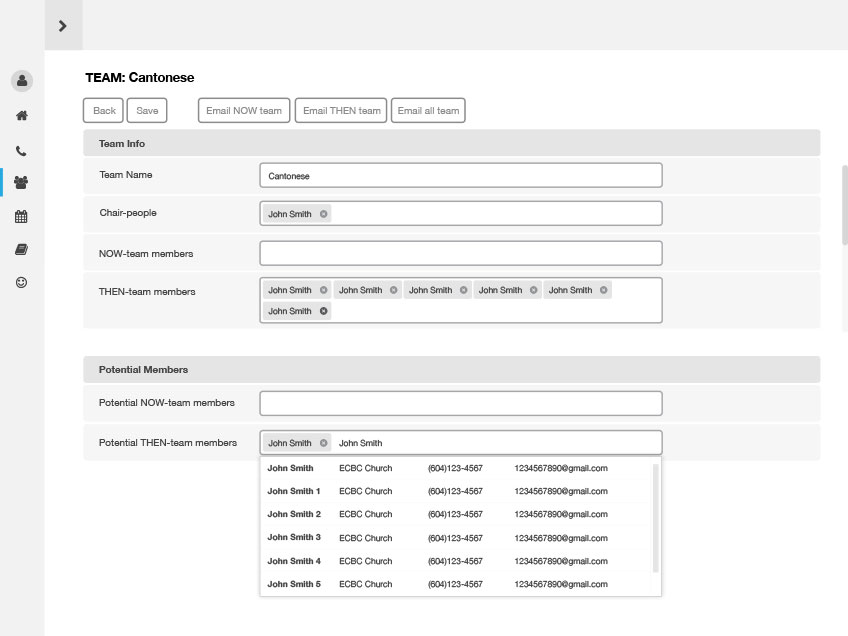 TEAM: Cantonese
Back Save Email NOW team Email THEN team Email all team
Team Info
Team Name Cantonese
Chair-people John Smith
NOW-team members
THEN-team members John Smith John Smith John Smith John Smith John Smith
John Smith
Potential Members
Potential NOW-team members
Potential THEN-team members John Smith John Smith
John Smith ECBC Church (604)123-4567 1234567890@gmail.com
John Smith 1 ECBC Church (604)123-4567 1234567890@gmail.com
John Smith 2 ECBC Church (604)123-4567 1234567890@gmail.com
John Smith 3 ECBC Church (604)123-4567 1234567890@gmail.com
John Smith 4 ECBC Church (604)123-4567 1234567890@gmail.com
John Smith 5 ECBC Church (604)123-4567 1234567890@gmail.com